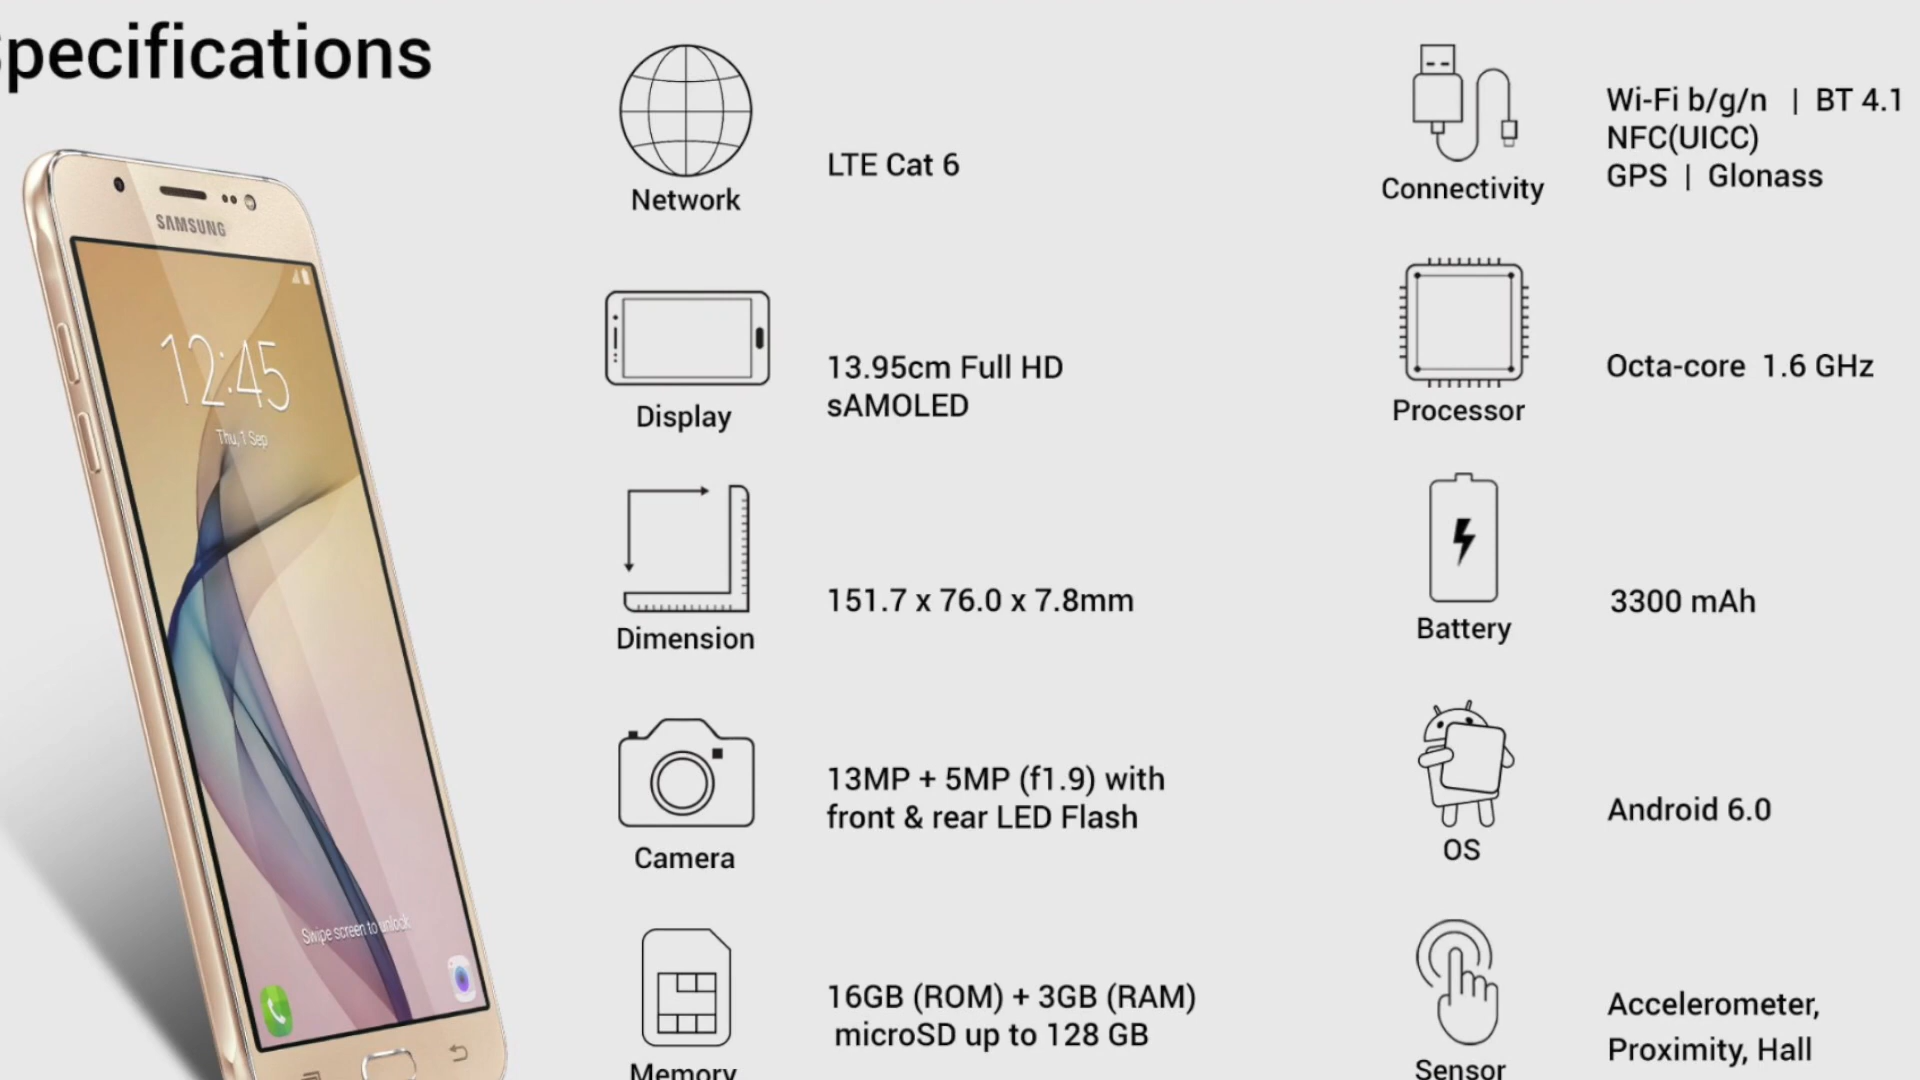 pecifications
SAMSUNG
12:45
Thu, 1 Sep
Swipe screen to unlock
Network
LTE Cat 6
Display
13.95cm Full HD
sAMOLED
Dimension
151.7 x 76.0 x 7.8mm
Camera
13MP + 5MP (f1.9) with
front & rear LED Flash
Memory
16GB (ROM) + 3GB (RAM)
microSD up to 128 GB
Connectivity
Wi-Fi b/g/n | BT 4.1
NFC(UICC)
GPS | Glonass
Processor
Octa-core 1.6 GHz
Battery
3300 mAh
OS
Android 6.0
Sensor
Accelerometer,
Proximity, Hall